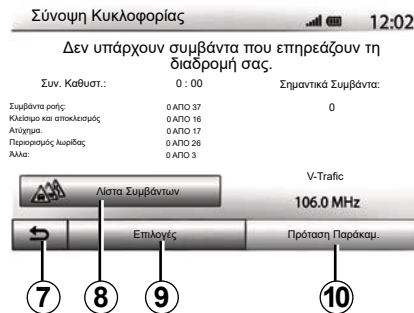 Σύνοψη Κυκλοφορίας 12:02
Δεν υπάρχουν συμβάντα που επηρεάζουν τη
διαδρομή σας.
Συν. Καθυστ.: 0 : 00 Σημαντικά Συμβάντα:
0
Συμβάντα ροής: 0 ΑΠΟ 37
Κλείσιμο και αποκλεισμός 0 ΑΠΟ 16
Ατύχημα. 0 ΑΠΟ 17
Περιορισμός λωρίδας 0 ΑΠΟ 26
Άλλα: 0 ΑΠΟ 3
V-Trafic
Λίστα Συμβάντων 106.0 MHz
Επιλογές Πρόταση Παράκαμ.
7 8 9 10